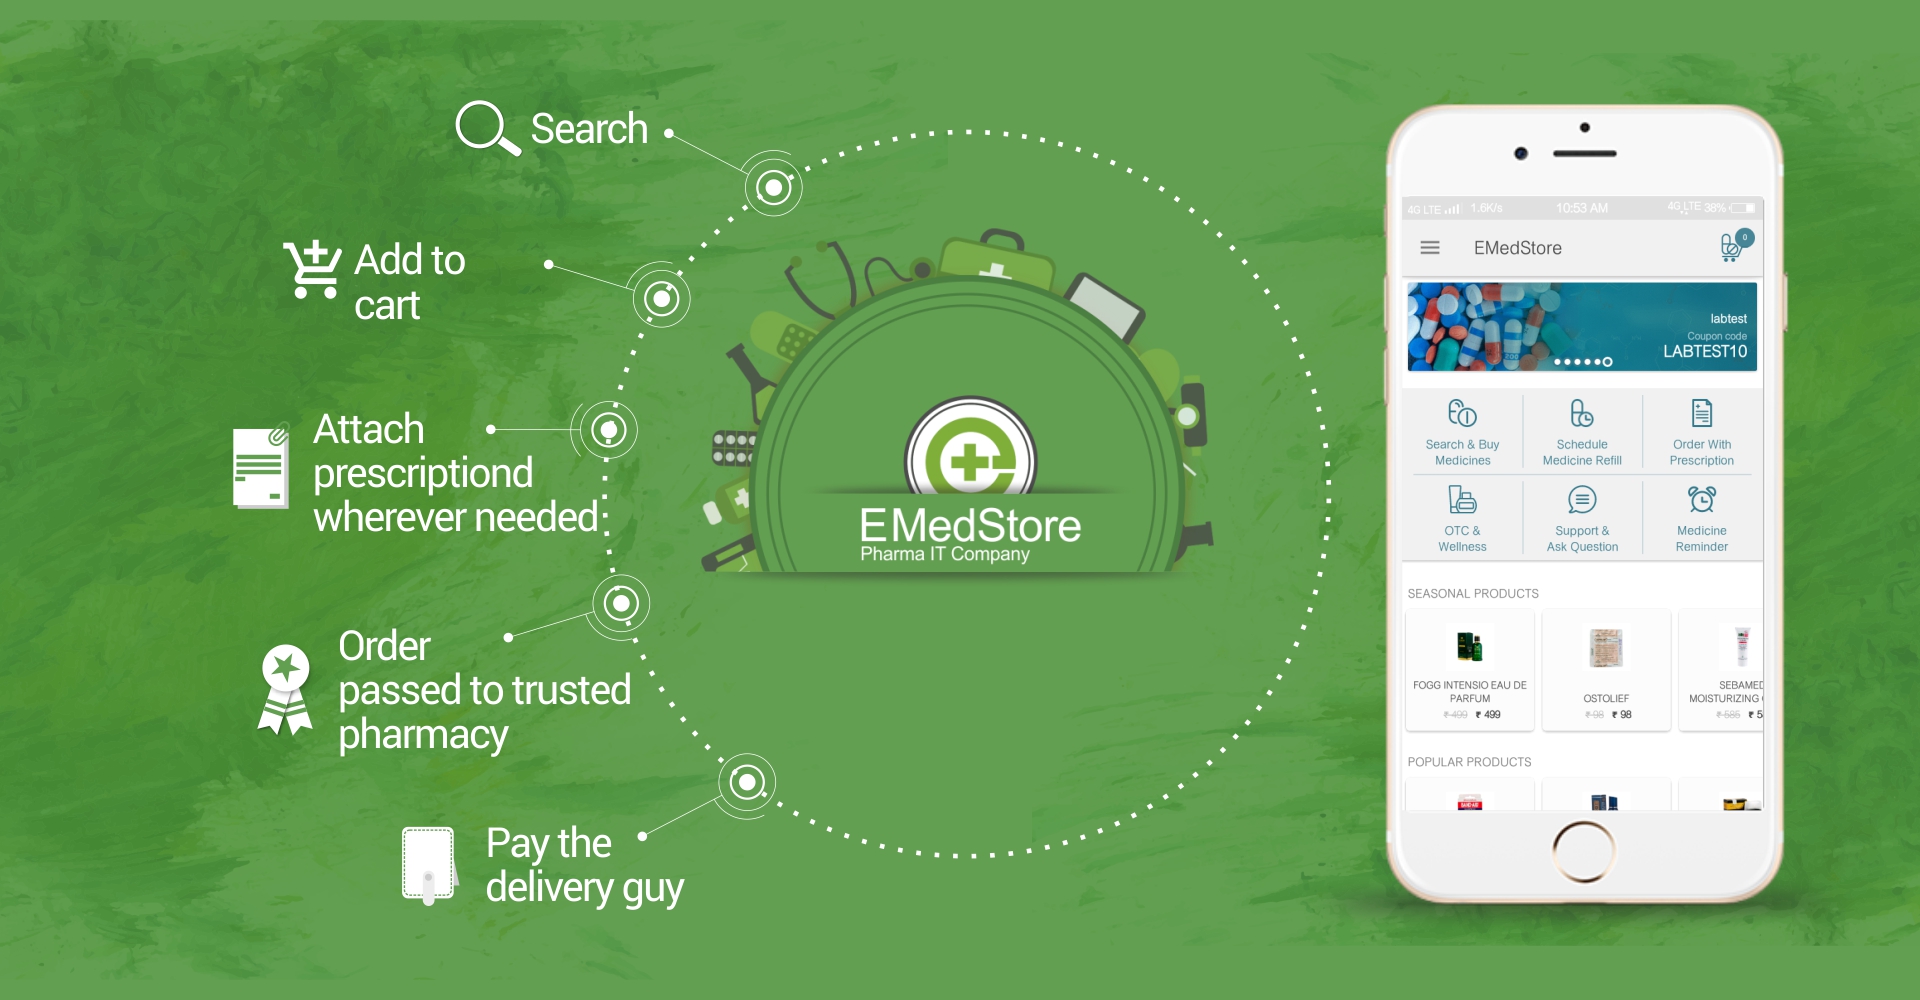 Search
Add to
cart
Attach
prescriptiond
wherever needed
Order
passed to trusted
pharmacy
Pay the
delivery guy
EMedStore
Pharma IT Company
4G LTE 1.6K/s 10:53 AM 4G LTE 38%
EMedStore
0
labtest
Coupon code
LABTEST10
Search & Buy
Medicines
Schedule
Medicine Refill
Order With
Prescription
OTC &
Wellness
Support &
Ask Question
Medicine
Reminder
SEASONAL PRODUCTS
FOGG INTENSIO EAU DE
PARFUM
₹ 499 ₹ 499
OSTOLIEF
₹ 98 ₹ 98
SEBAMED
MOISTURIZING
₹ 585 ₹ 5
POPULAR PRODUCTS